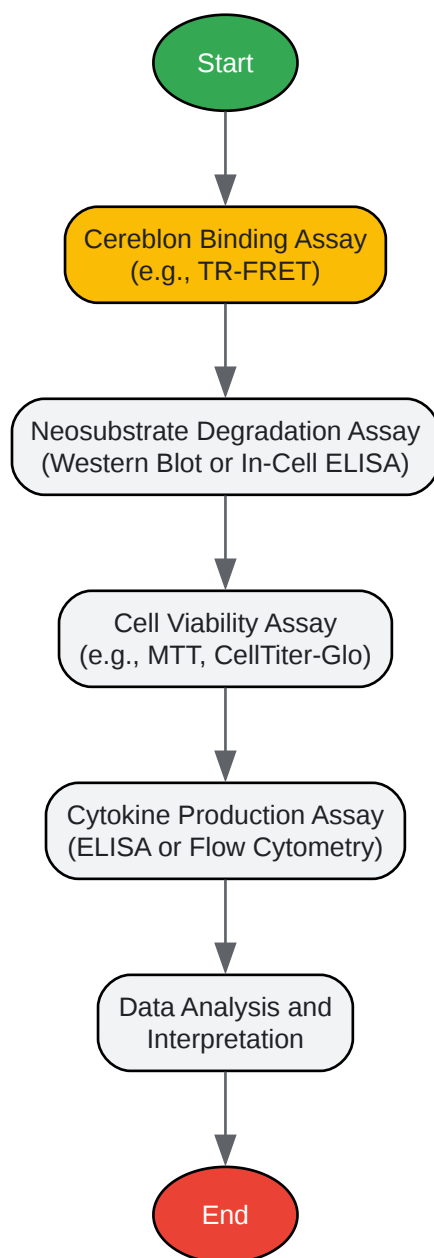 Start
Cereblon Binding Assay
(e.g., TR-FRET)
Neosubstrate Degradation Assay
(Western Blot or In-Cell ELISA)
Cell Viability Assay
(e.g., MTT, CellTiter-Glo)
Cytokine Production Assay
(ELISA or Flow Cytometry)
Data Analysis and
Interpretation
End